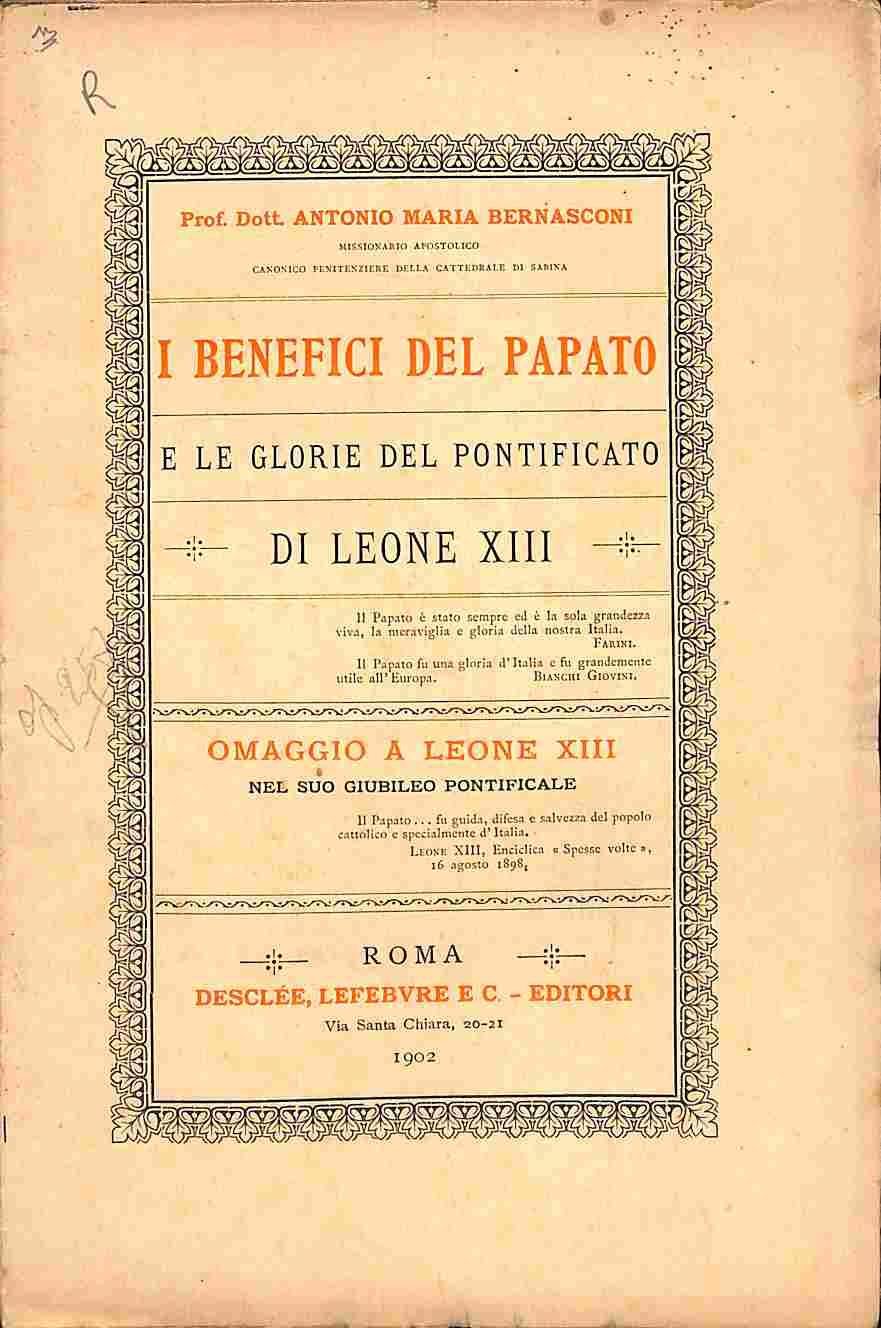 R
Prof. Dott. ANTONIO MARIA BERNASCONI
MISSIONARIO APOSTOLICO
CANONICO PENITENZIERE DELLA CATTEDRALE DI SABINA
I BENEFICI DEL PAPATO
E LE GLORIE DEL PONTIFICATO
DI LEONE XIII
Il Papato è stato sempre ed è la sola grandezza
viva, la meraviglia e gloria della nostra Italia.
FARINI.
Il Papato fu una gloria d'Italia e fu grandemente
utile all'Europa. BIANCHI GIOVINI.
OMAGGIO A LEONE XIII
NEL SUO GIUBILEO PONTIFICALE
Il Papato... fu guida, difesa e salvezza del popolo
cattolico e specialmente d'Italia.
LEONE XIII, Enciclica « Spesse volte »,
16 agosto 1898,
ROMA
DESCLÉE, LEFEBVRE E C. - EDITORI
Via Santa Chiara, 20-21
1902